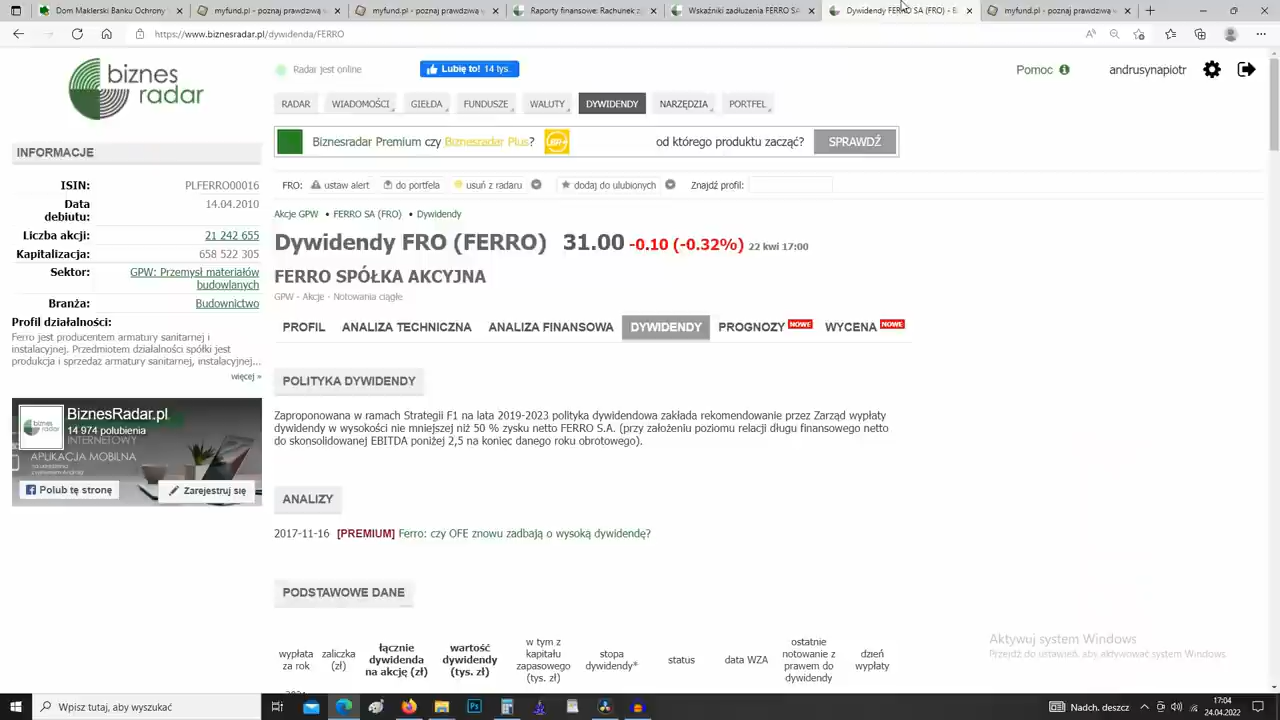 Dom Maklerski Banku Ochrony Śro
myfund.pl - poznaj prawdziwą war
myfund.pl - poznaj prawdziwą war
Raporty finansowe Rachunek zysk
Wskaźniki zadłużenia FERRO SA (F
Dywidendy FERRO SA (FRO) - Bizn
myfund.pl - poznaj prawdziwą war
https://www.biznesradar.pl/dywidenda/FERRO
biznes
radar
Radar jest online
Lubię to! 14 tys.
Pomoc
andrusynapiotr
RADAR WIADOMOŚCI GIEŁDA FUNDUSZE WALUTY DYWIDENDY NARZĘDZIA PORTFEL
Biznesradar Premium czy Biznesradar Plus? od którego produktu zacząć? SPRAWDŹ
INFORMACJE
ISIN: PLFERRO00016
Data debiutu: 14.04.2010
Liczba akcji: 21 242 655
Kapitalizacja: 658 522 305
Sektor: GPW: Przemysł materiałów
budowlanych
Branża: Budownictwo
Profil działalności:
Ferro jest producentem armatury sanitarnej i
instalacyjnej. Przedmiotem działalności spółki jest
produkcja i sprzedaż armatury sanitarnej, instalacyjnej...
więcej »
BiznesRadar.pl
14 974 polubienia
INTERNETOWY
APLIKACJA MOBILNA
Polub tę stronę
Zarejestruj się
FRO: ustaw alert do portfela usuń z radaru dodaj do ulubionych Znajdź profil:
Akcje GPW • FERRO SA (FRO) • Dywidendy
Dywidendy FRO (FERRO) 31.00 -0.10 (-0.32%) 22 kwi 17:00
FERRO SPÓŁKA AKCYJNA
GPW - Akcje - Notowania ciągłe
PROFIL ANALIZA TECHNICZNA ANALIZA FINANSOWA DYWIDENDY PROGNOZY NOWE WYCENA NOWE
POLITYKA DYWIDENDY
Zaproponowana w ramach Strategii F1 na lata 2019-2023 polityka dywidendowa zakłada rekomendowanie przez Zarząd wypłaty
dywidendy w wysokości nie mniejszej niż 50 % zysku netto FERRO S.A. (przy założeniu poziomu relacji długu finansowego netto
do skonsolidowanej EBITDA poniżej 2,5 na koniec danego roku obrotowego).
ANALIZY
2017-11-16 [PREMIUM] Ferro: czy OFE znowu zadbają o wysoką dywidendę?
PODSTAWOWE DANE
wypłata za rok
zaliczka (zł)
łącznie dywidenda na akcję (zł)
wartość dywidendy (tys. zł)
w tym z kapitału zapasowego (tys. zł)
stopa dywidendy*
status
data WZA
ostatnie notowanie z prawem do dywidendy
dzień wypłaty
Aktywuj system Windows
Przejdź do ustawień, aby aktywować system Windows.
Wpisz tutaj, aby wyszukać
Nadch. deszcz
17:04
24.04.2022